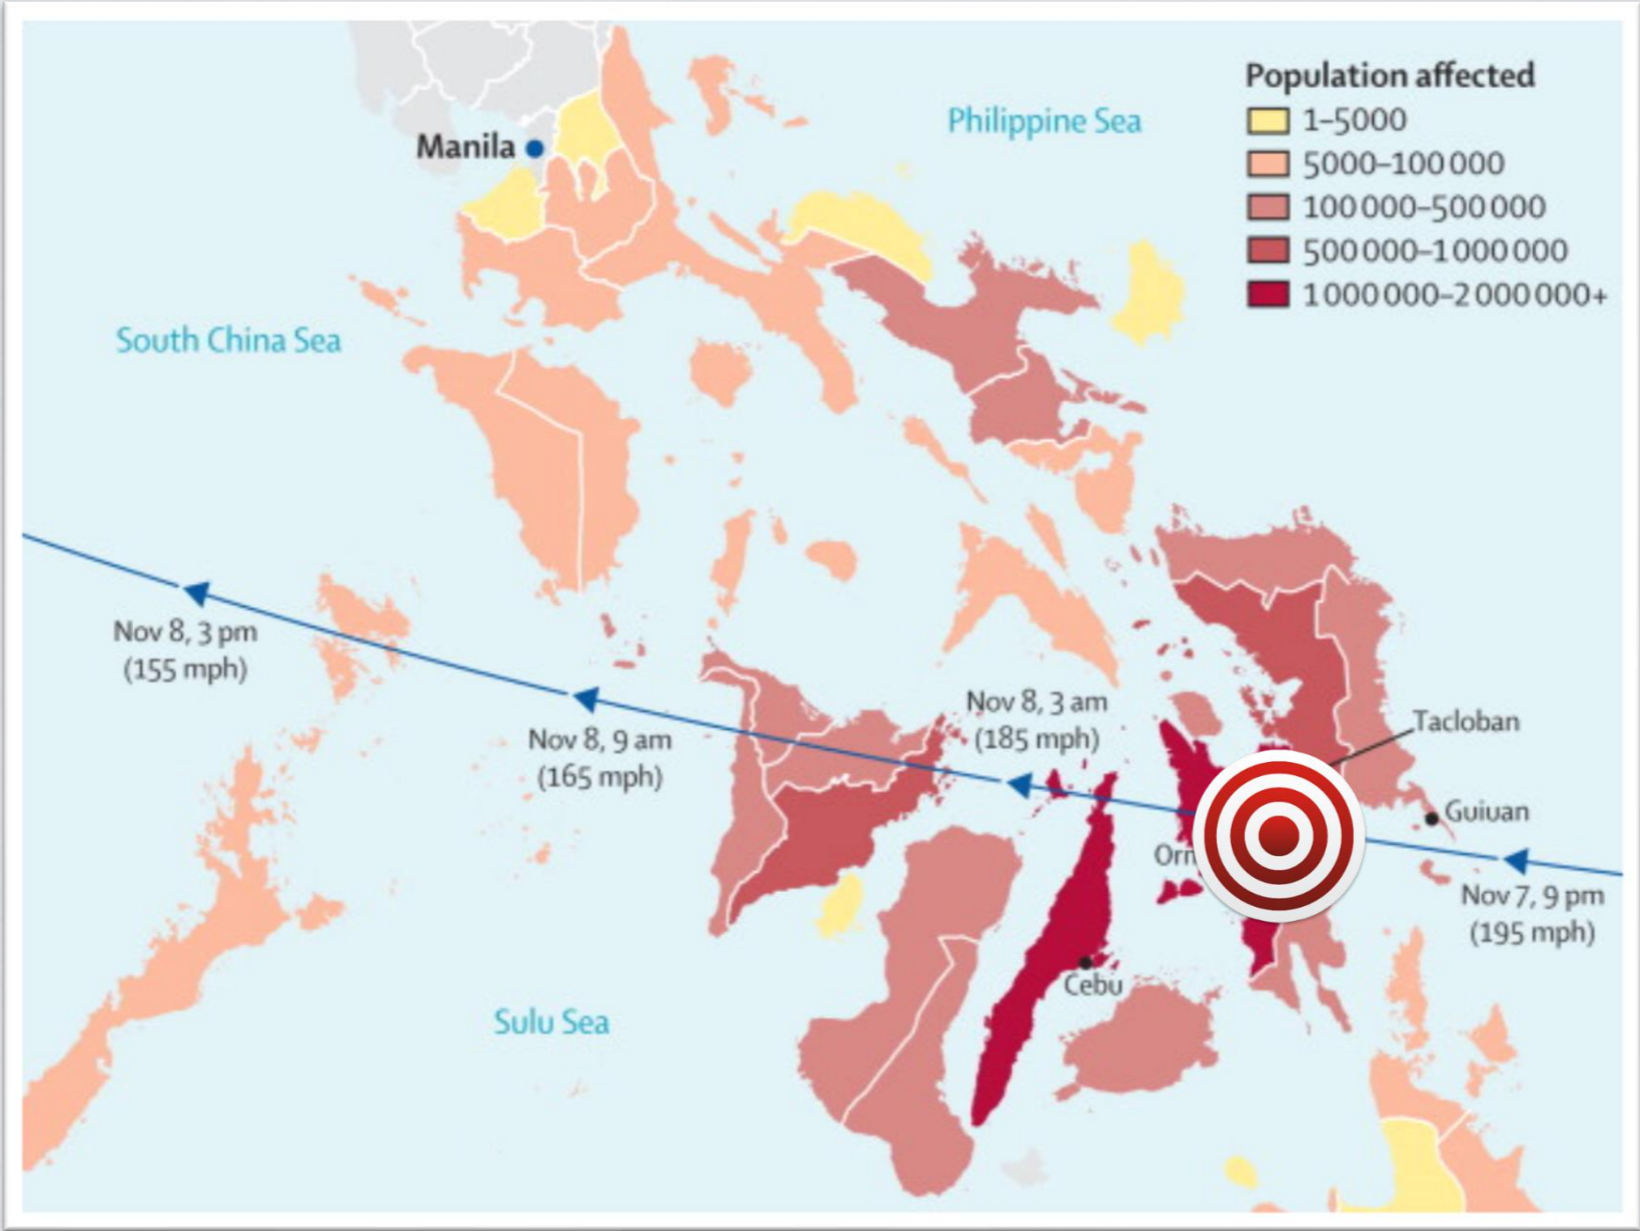 Population affected
1–5000
5000–100 000
100 000–500 000
500 000–1 000 000
1 000 000–2 000 000+
Philippine Sea
Manila
South China Sea
Nov 8, 3 pm
(155 mph)
Nov 8, 9 am
(165 mph)
Nov 8, 3 am
(185 mph)
Tacloban
Guiuan
Orm
Nov 7, 9 pm
(195 mph)
Cebu
Sulu Sea